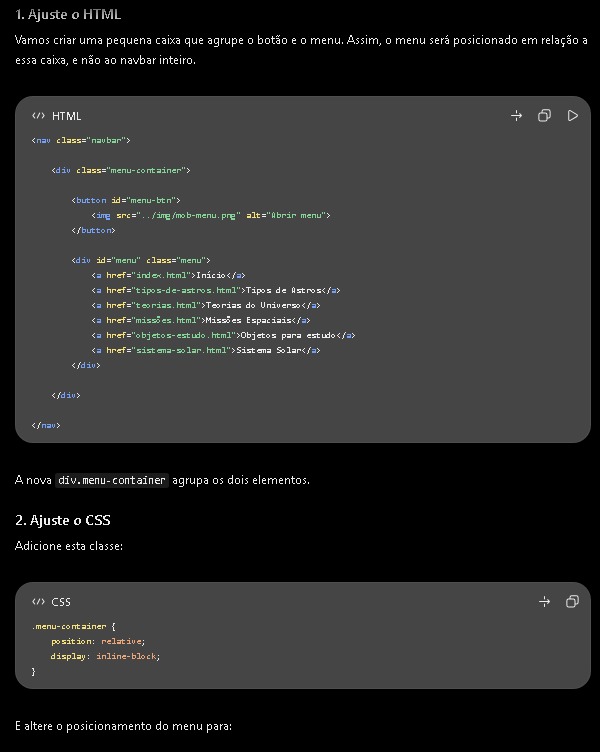 1. Ajuste o HTML
Vamos criar uma pequena caixa que agrupe o botão e o menu. Assim, o menu será posicionado em relação a
essa caixa, e não ao navbar inteiro.
</> HTML
<nav class="navbar">
<div class="menu-container">
<button id="menu-btn">
<img src="../img/mob-menu.png" alt="Abrir menu">
</button>
<div id="menu" class="menu">
<a href="index.html">Início</a>
<a href="tipos-de-astros.html">Tipos de Astros</a>
<a href="teorias.html">Teorias do Universo</a>
<a href="missões.html">Missões Espaciais</a>
<a href="objetos-estudo.html">Objetos para estudo</a>
<a href="sistema-solar.html">Sistema Solar</a>
</div>
</div>
</nav>
A nova div.menu-container agrupa os dois elementos.
2. Ajuste o CSS
Adicione esta classe:
</> CSS
.menu-container {
position: relative;
display: inline-block;
}
E altere o posicionamento do menu para: